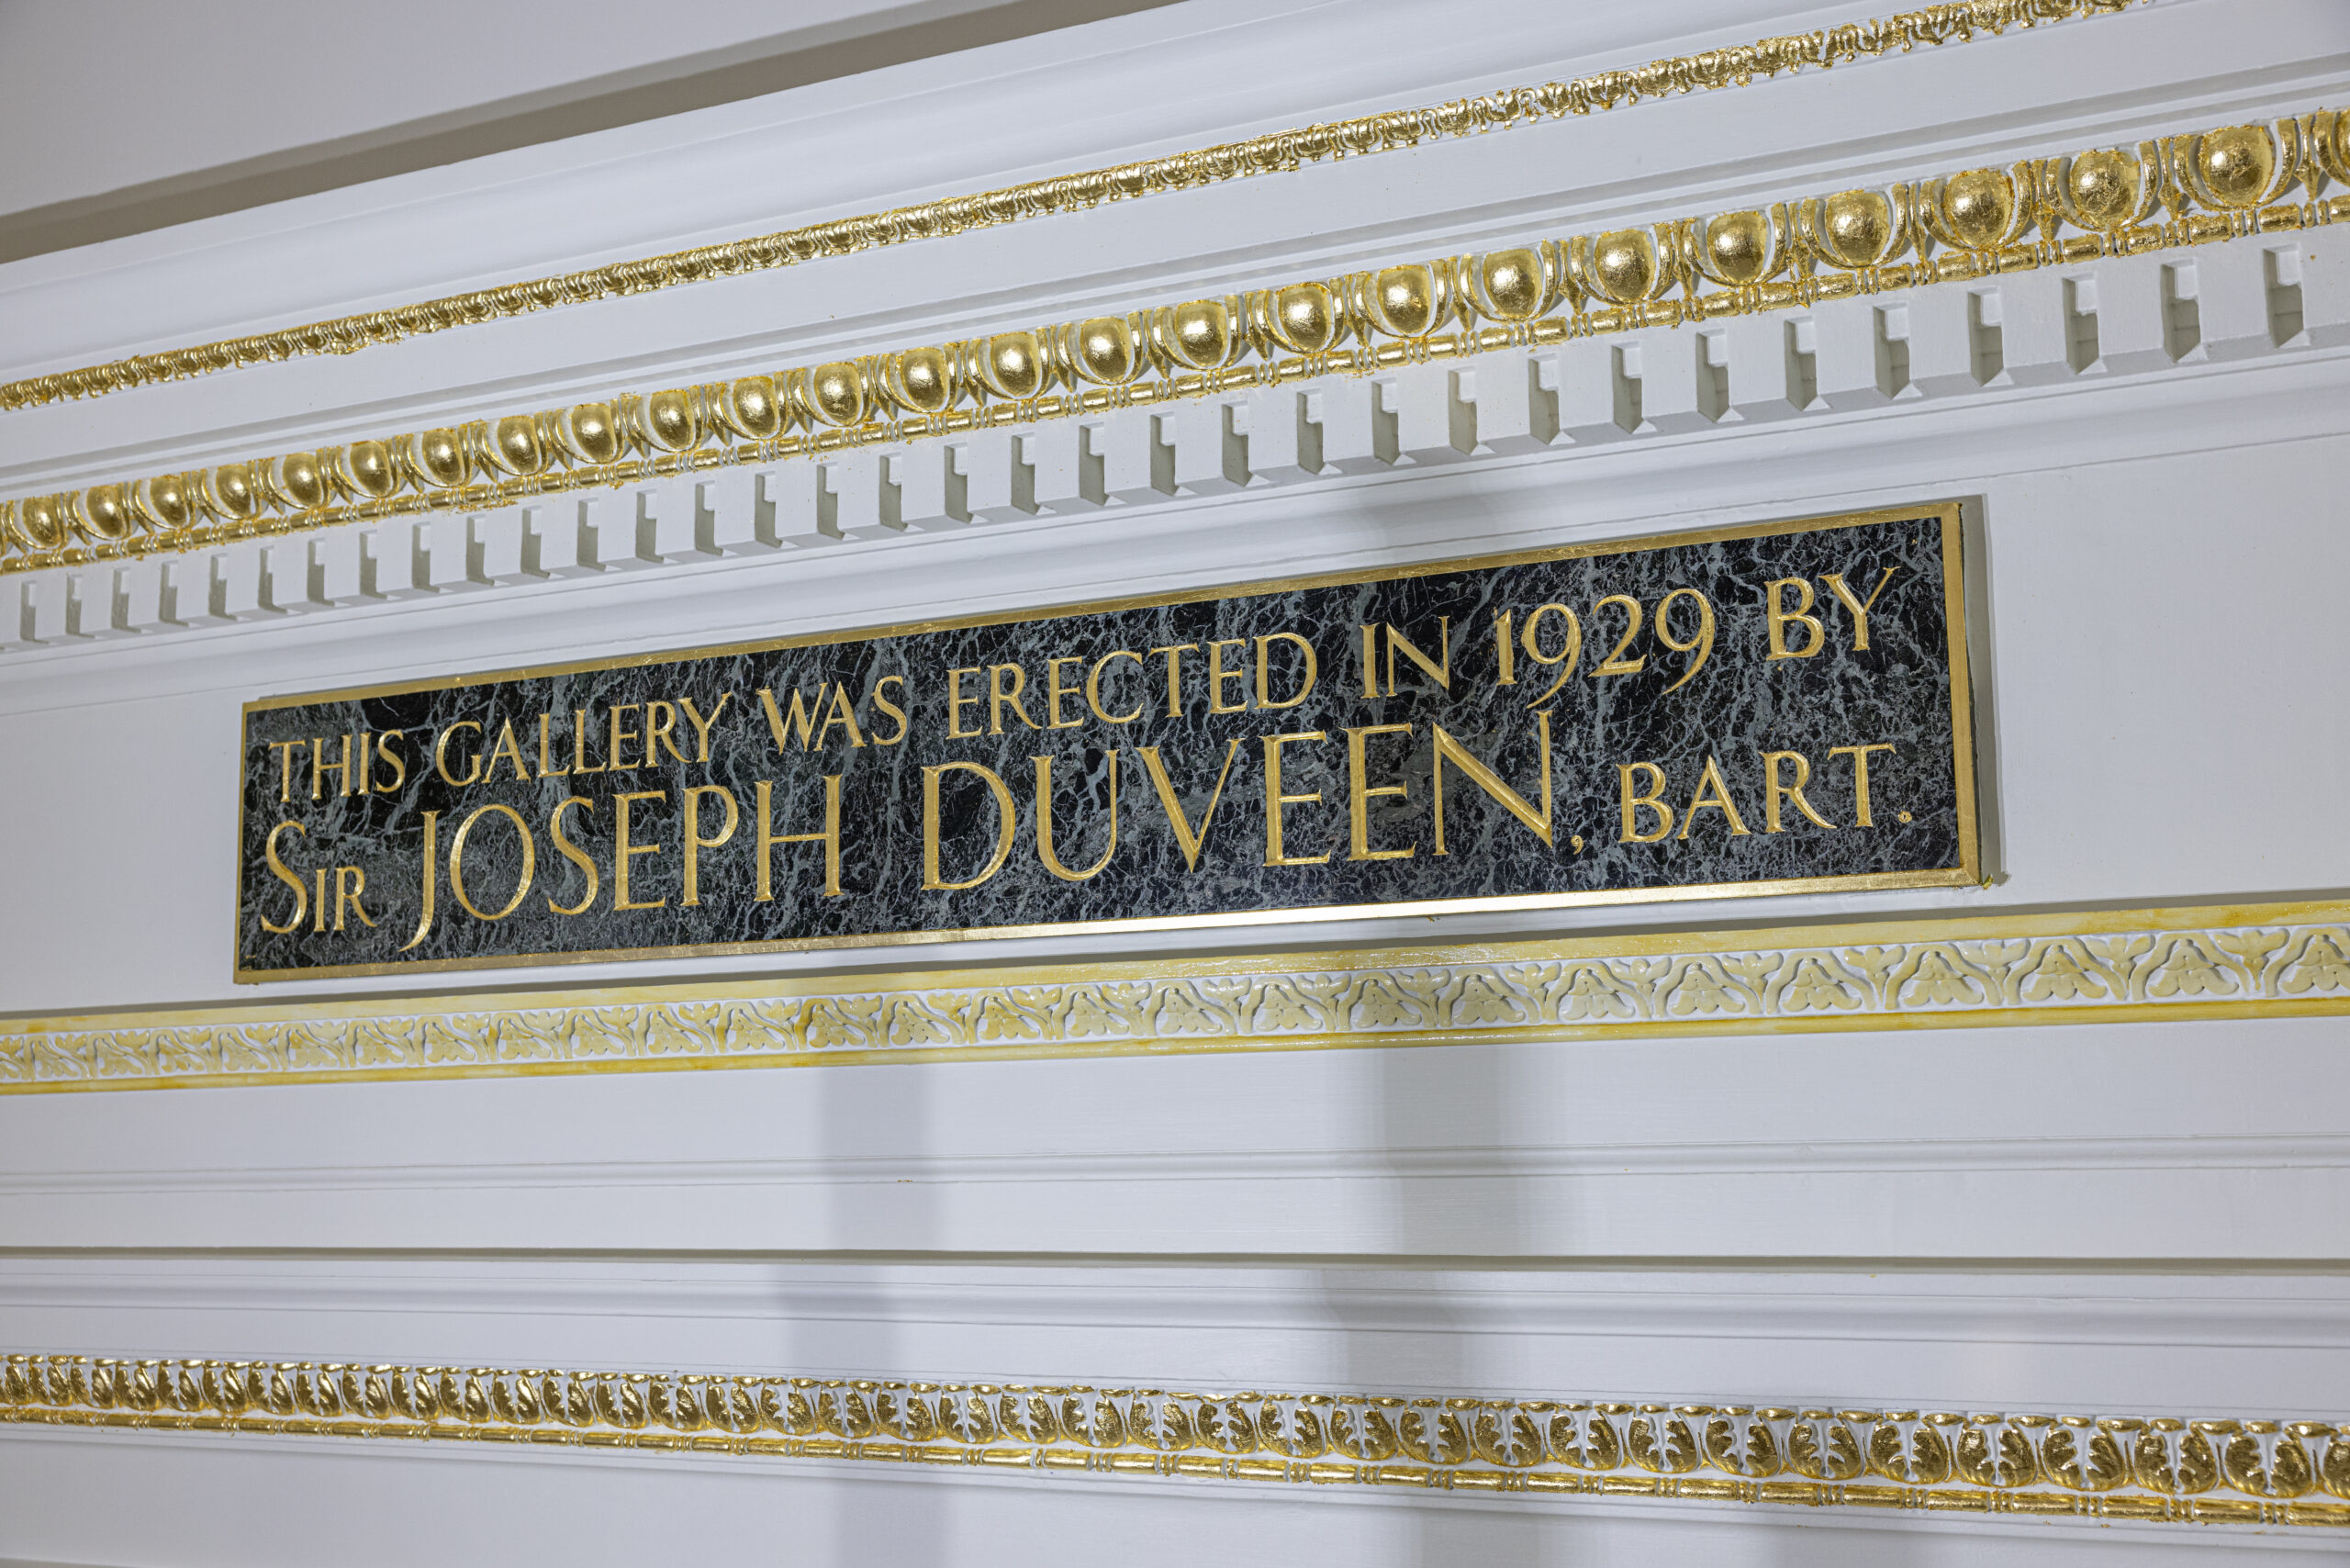 THIS GALLERY WAS ERECTED IN 1929 BY
SIR JOSEPH DUVEEN, BART.